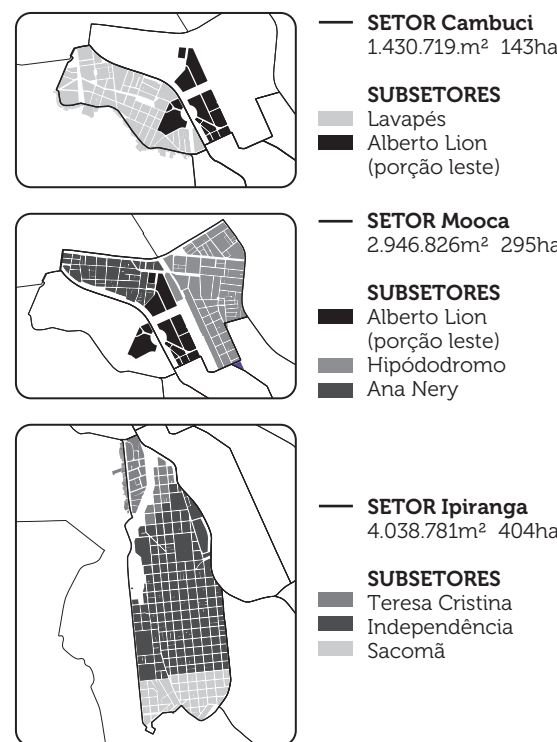 SETOR Cambuci
1.430.719.m² 143ha
SUBSETORES
Lavapés
Alberto Lion
(porção leste)
SETOR Mooca
2.946.826m² 295ha
SUBSETORES
Alberto Lion
(porção leste)
Hipódodromo
Ana Nery
SETOR Ipiranga
4.038.781m² 404ha
SUBSETORES
Teresa Cristina
Independência
Sacomã